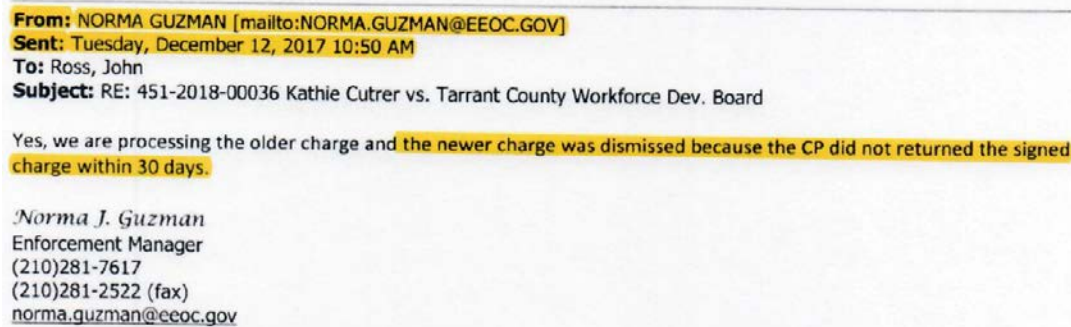 From: NORMA GUZMAN [mailto:NORMA.GUZMAN@EEOC.GOV]
Sent: Tuesday, December 12, 2017 10:50 AM
To: Ross, John
Subject: RE: 451-2018-00036 Kathie Cutrer vs. Tarrant County Workforce Dev. Board
Yes, we are processing the older charge and the newer charge was dismissed because the CP did not returned the signed
charge within 30 days.
Norma J. Guzman
Enforcement Manager
(210)281-7617
(210)281-2522 (fax)
norma.guzman@eeoc.gov